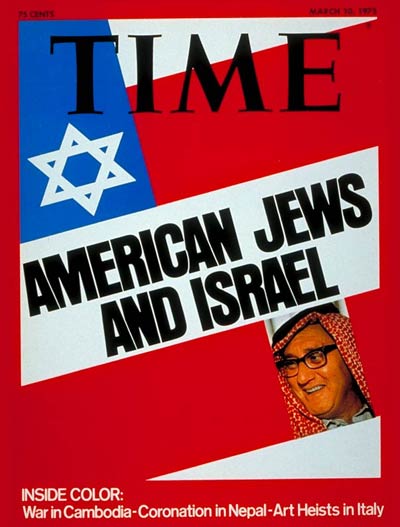 75 CENTS MARCH 10, 1975
TIME
AMERICAN JEWS
AND ISRAEL
INSIDE COLOR:
War in Cambodia-Coronation in Nepal-Art Heists in Italy